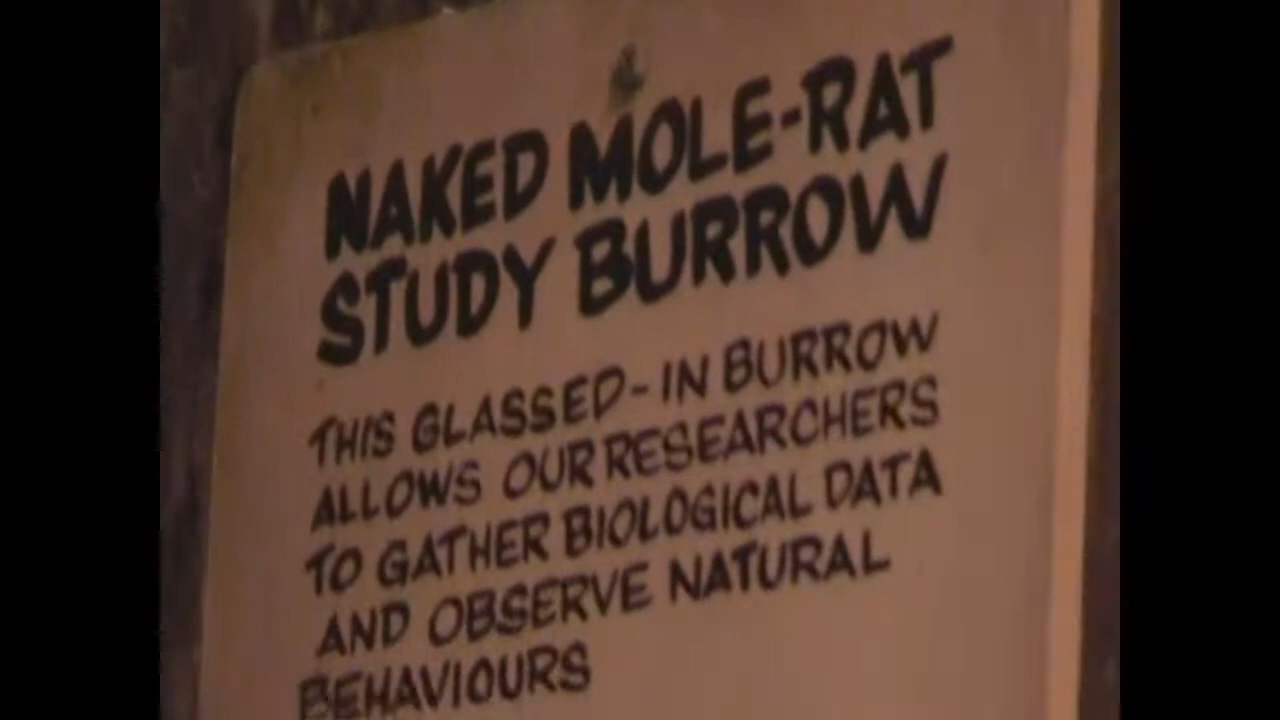 NAKED MOLE-RAT
STUDY BURROW
THIS GLASSED-IN BURROW
ALLOWS OUR RESEARCHERS
TO GATHER BIOLOGICAL DATA
AND OBSERVE NATURAL
BEHAVIOURS